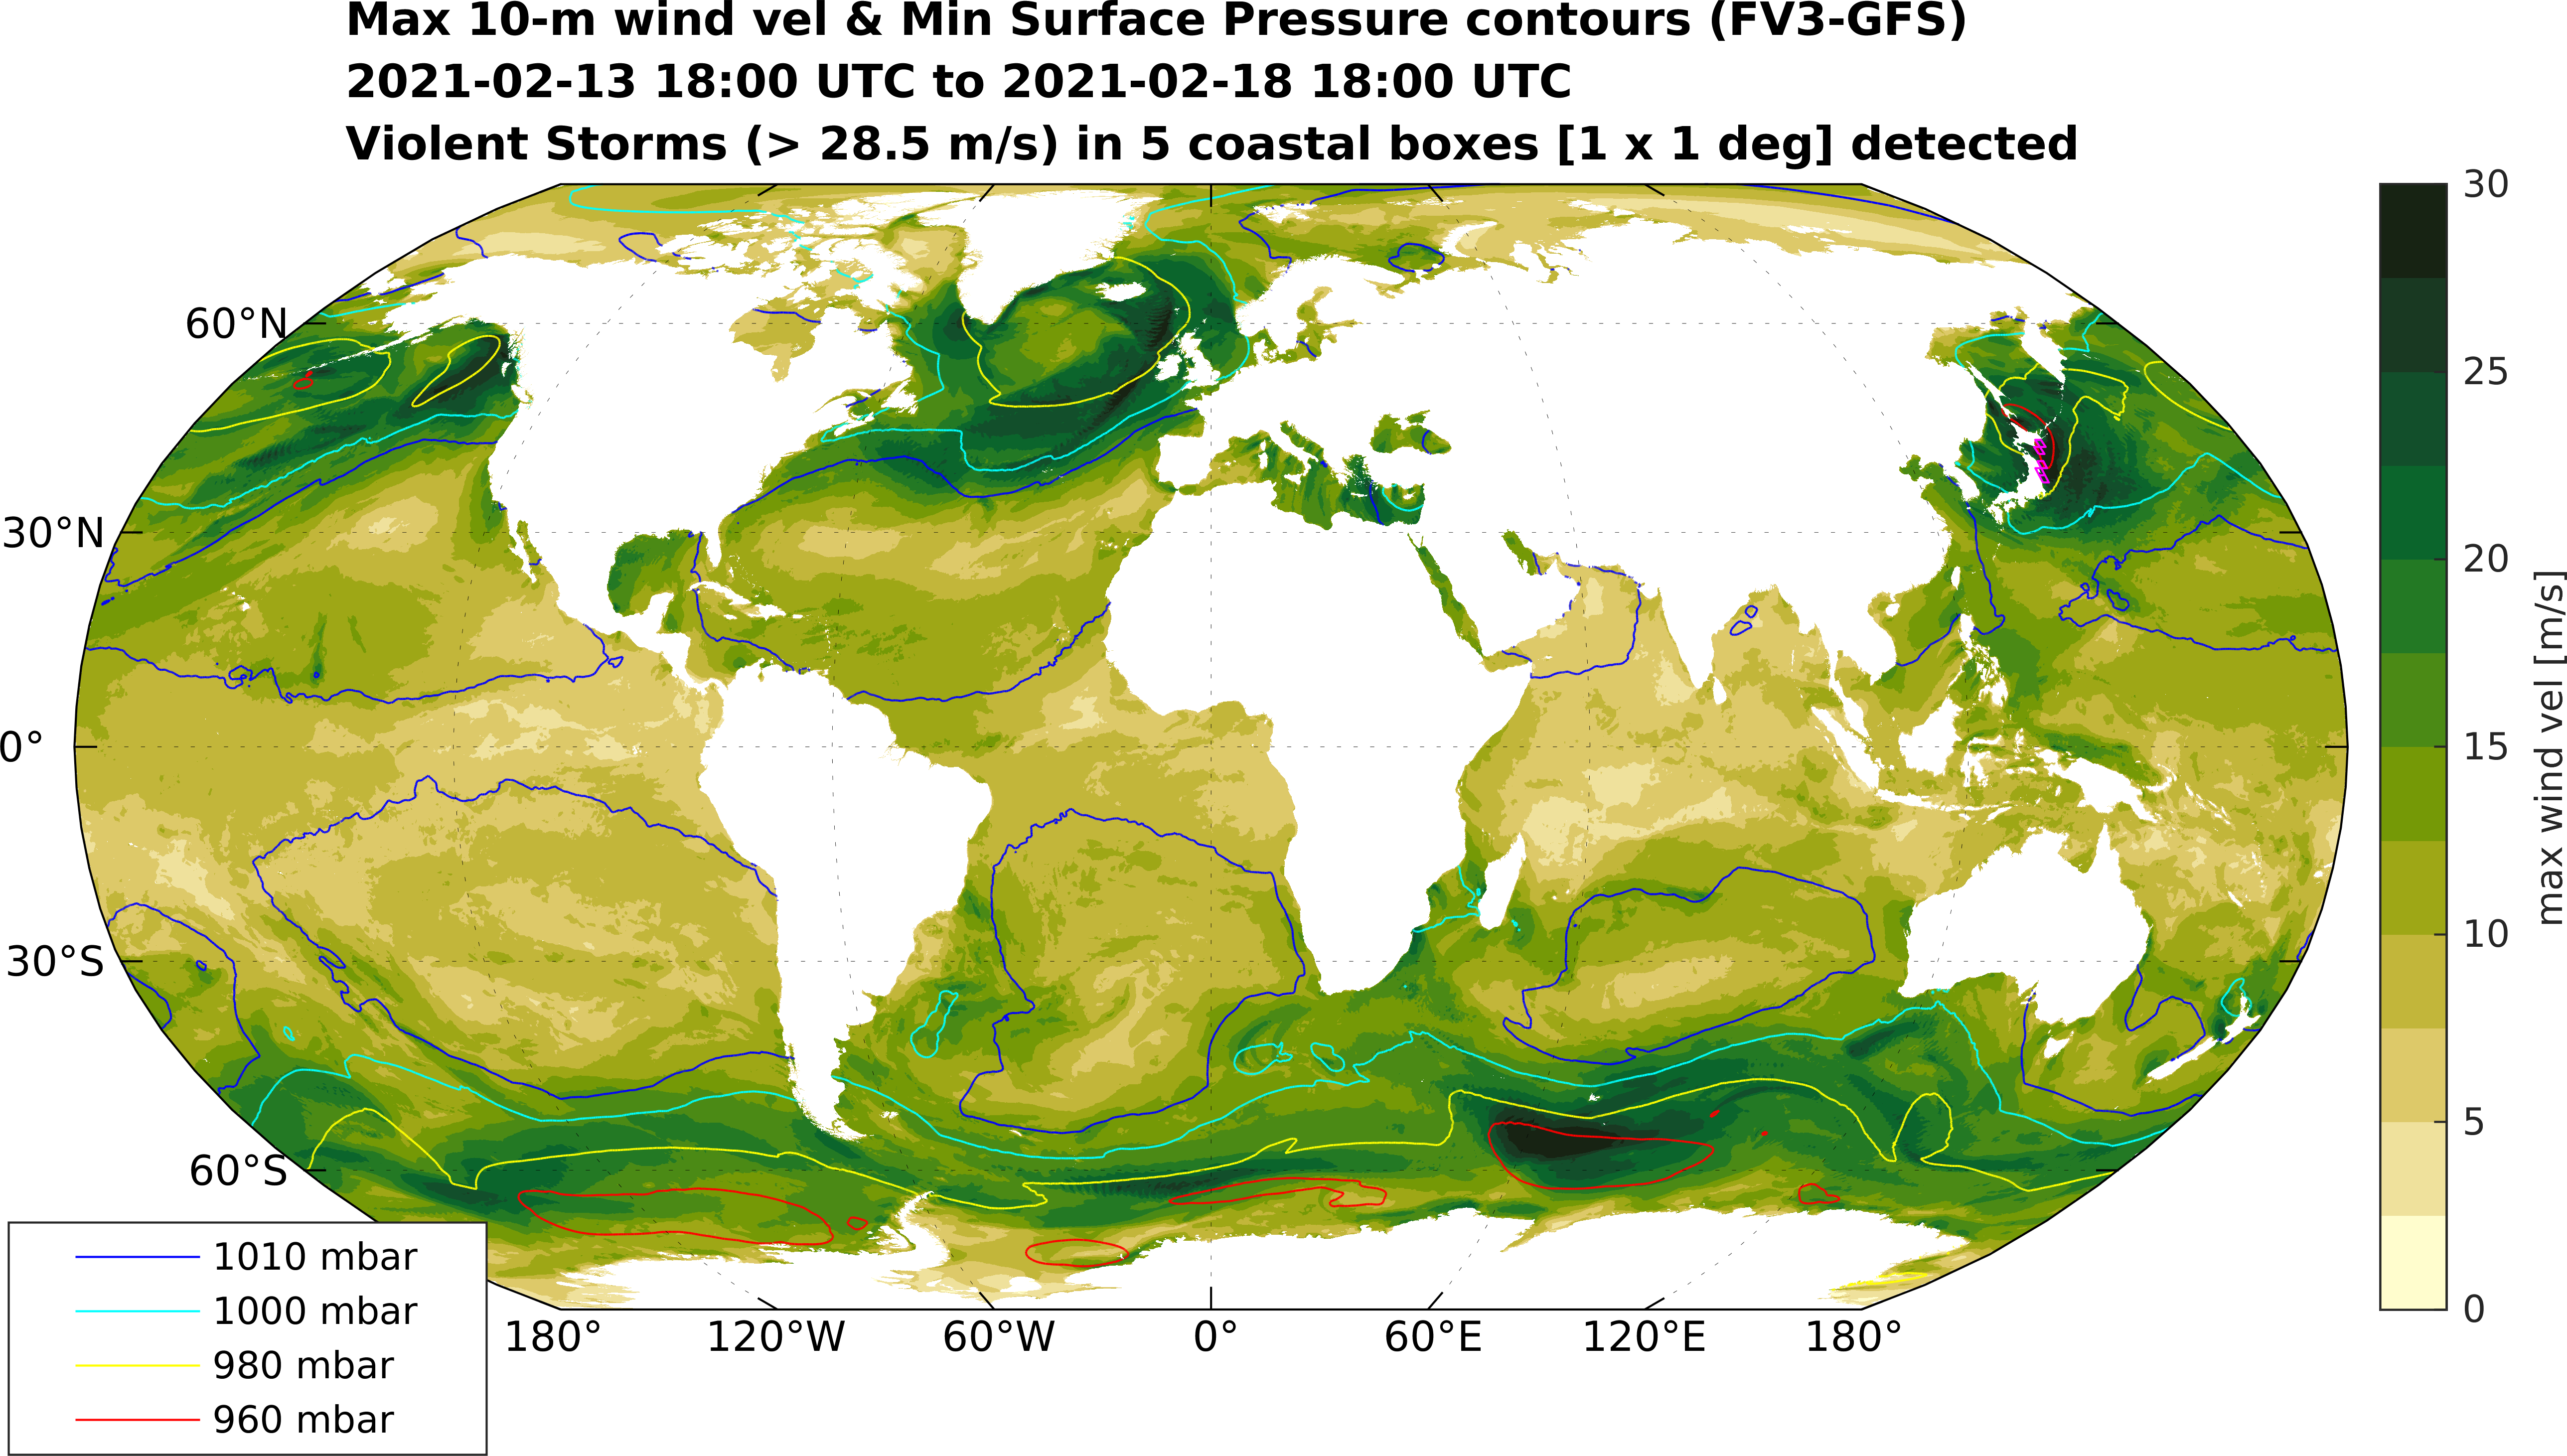 Max 10-m wind vel & Min Surface Pressure contours (FV3-GFS)
2021-02-13 18:00 UTC to 2021-02-18 18:00 UTC
Violent Storms (> 28.5 m/s) in 5 coastal boxes [1 x 1 deg] detected
60°N
30°N
0°
30°S
60°S
180°
120°W
60°W
0°
60°E
120°E
180°
30
25
20
15
10
5
0
max wind vel [m/s]
1010 mbar
1000 mbar
980 mbar
960 mbar